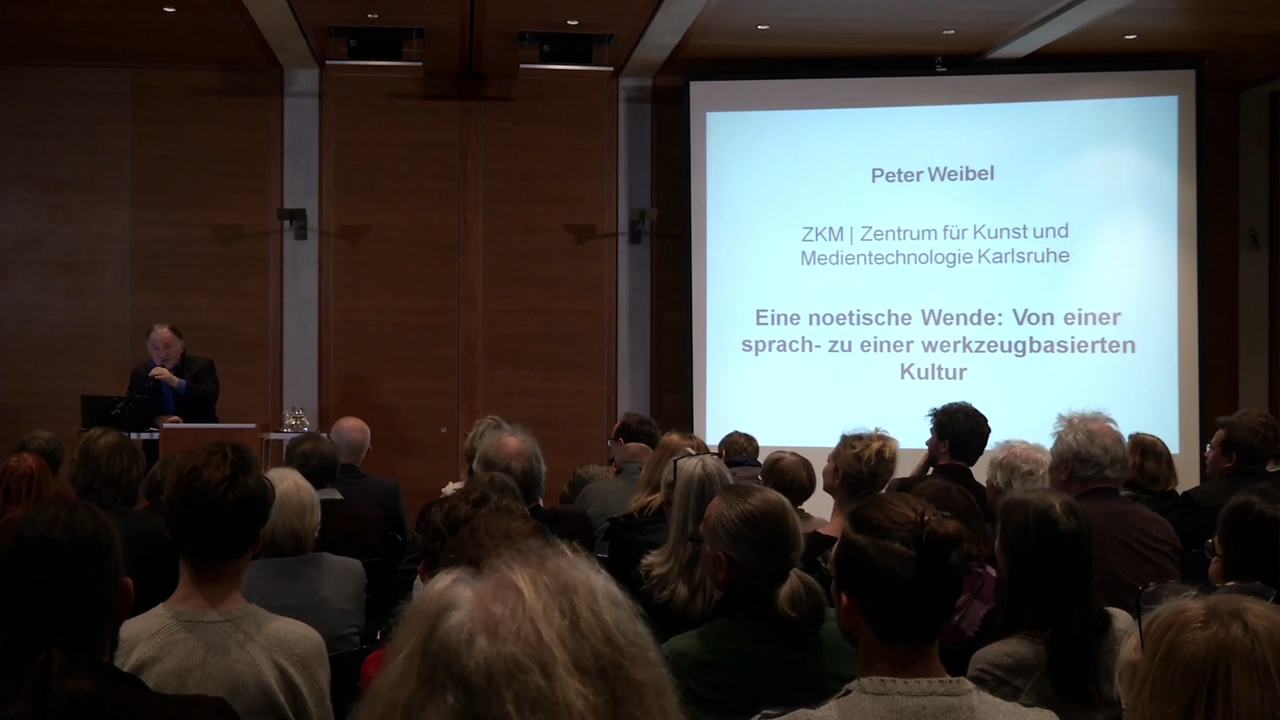 Peter Weibel
ZKM | Zentrum für Kunst und
Medientechnologie Karlsruhe
Eine noetische Wende: Von einer
sprach- zu einer werkzeugbasierten
Kultur